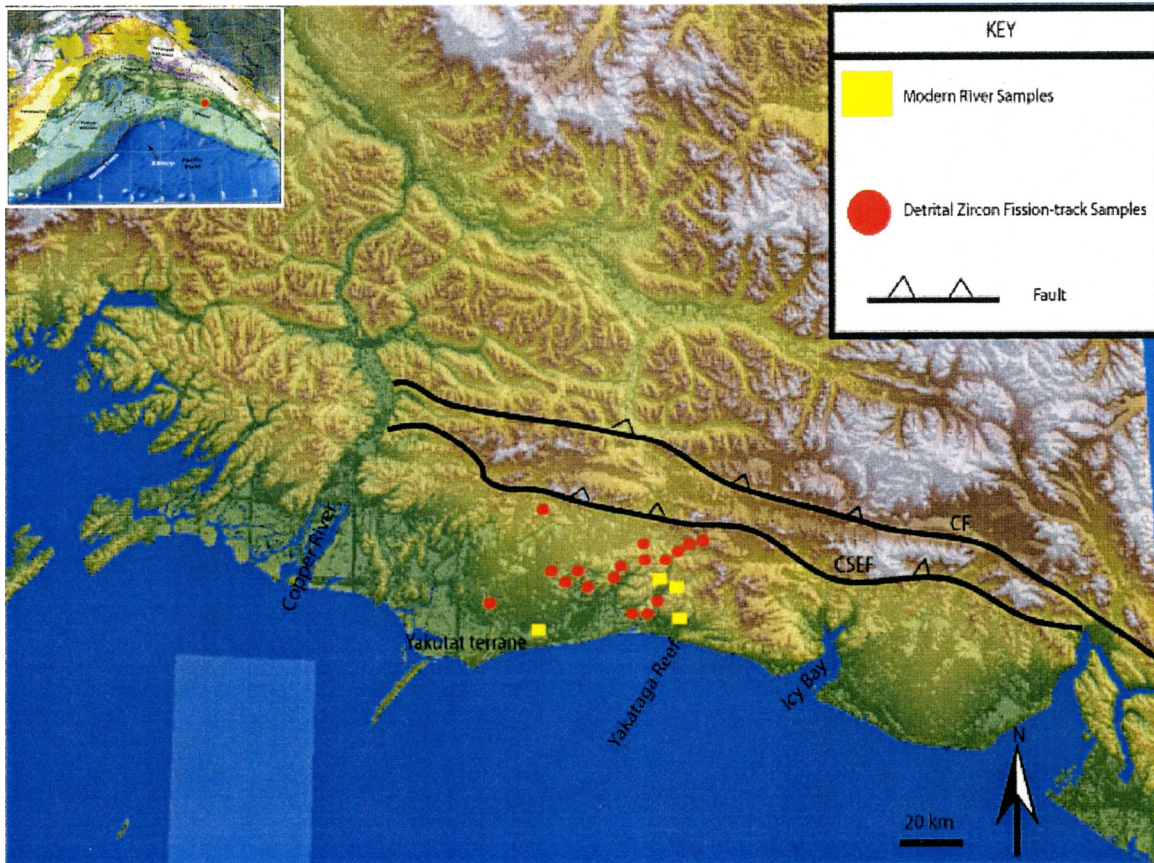 KEY
Modern River Samples
Detrital Zircon Fission-track Samples
Fault
CF
CSEF
Copper River
Yakutat terrane
Yakataga Reef
Icy Bay
N
20 km
Pacific
Plate